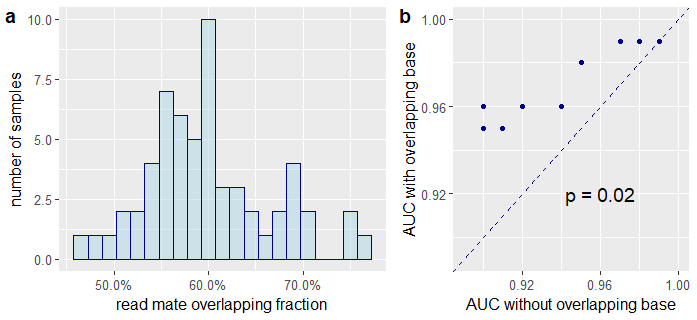 a
number of samples
10.0
7.5
5.0
2.5
0.0
50.0%
60.0%
70.0%
read mate overlapping fraction
b
AUC with overlapping base
1.00
0.96
0.92
p = 0.02
0.92
0.96
1.00
AUC without overlapping base